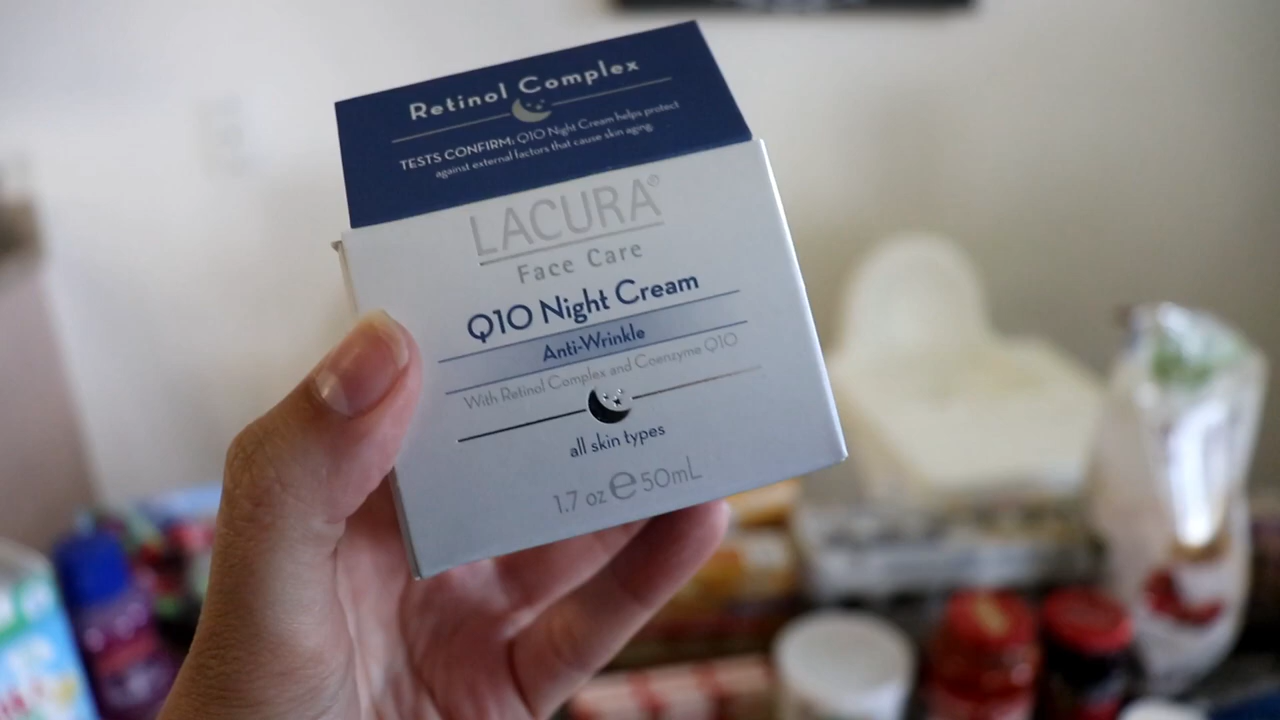 Retinol Complex
TESTS CONFIRM: Q10 Night Cream helps protect
against external factors that cause skin aging.
LACURA®
Face Care
Q10 Night Cream
Anti-Wrinkle
With Retinol Complex and Coenzyme Q10
all skin types
1.7 oz ℮ 50mL